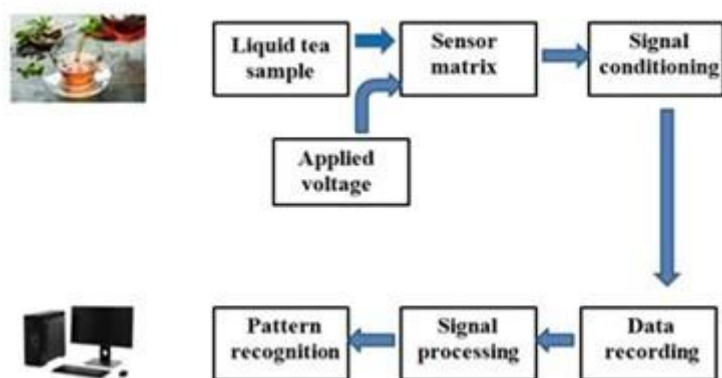 Liquid tea
sample
Sensor
matrix
Signal
conditioning
Applied
voltage
Pattern
recognition
Signal
processing
Data
recording